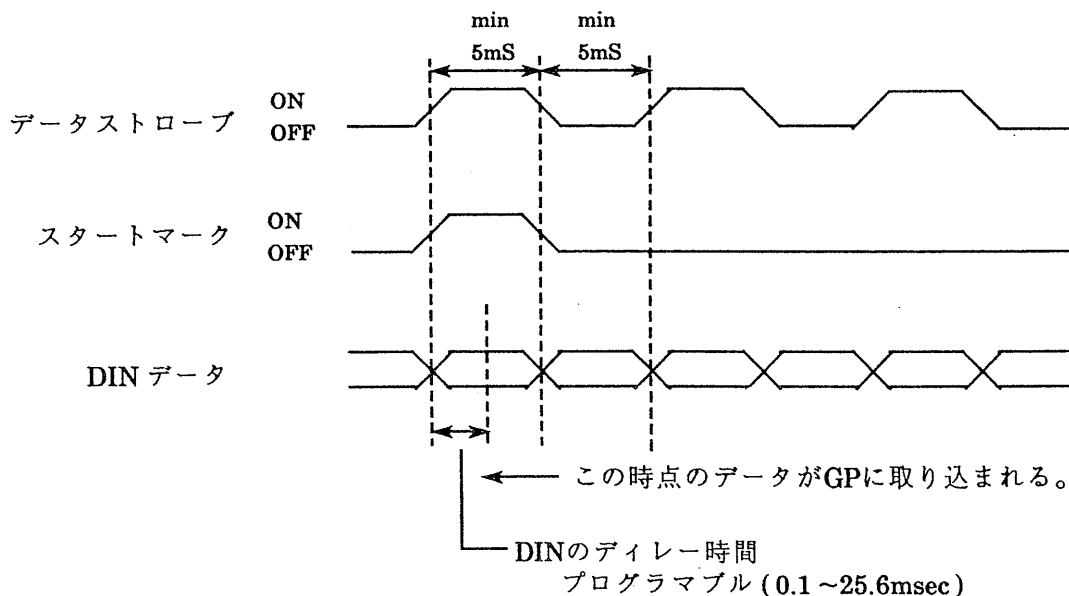 min min
5mS 5mS
データストローブ ON
OFF
スタートマーク ON
OFF
DIN データ
この時点のデータがGPに取り込まれる。
DINのディレー時間
プログラマブル (0.1~25.6msec)